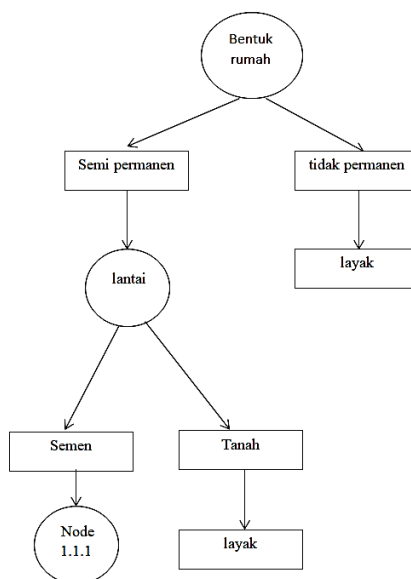 Bentuk
rumah
Semi permanen
tidak permanen
lantai
layak
Semen
Tanah
Node
1.1.1
layak